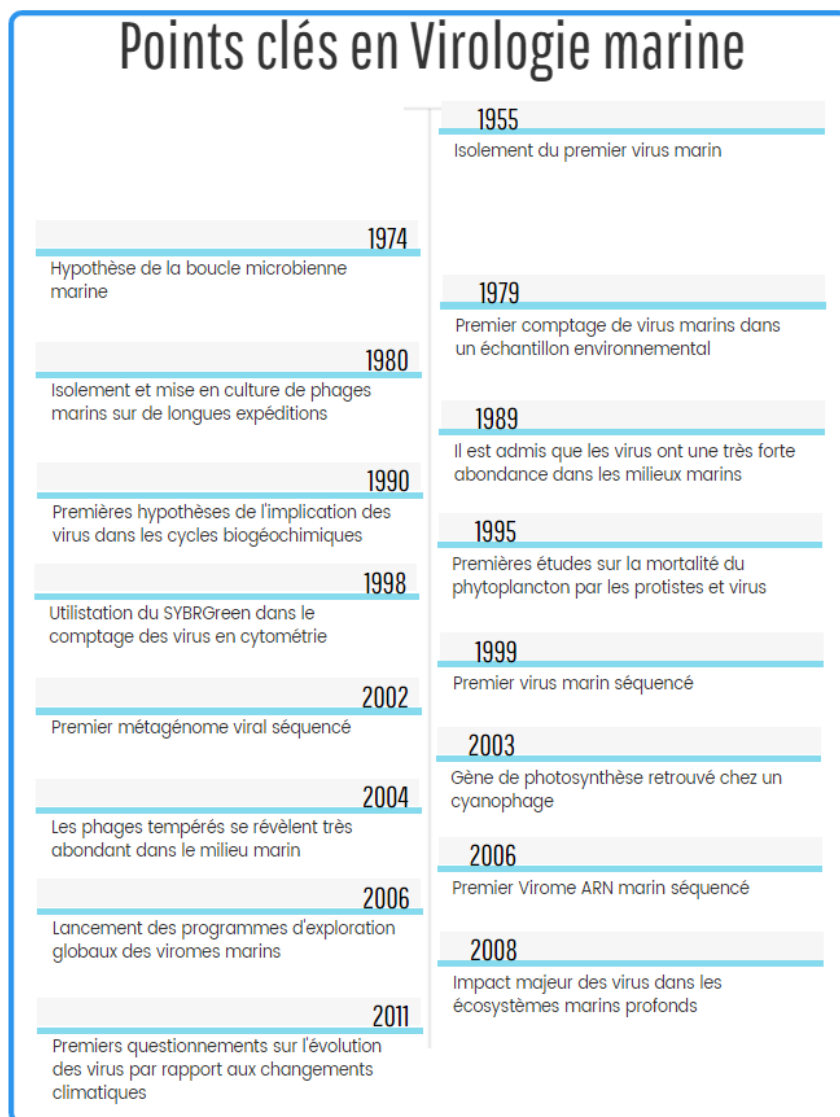 Points clés en Virologie marine
1955
Isolement du premier virus marin
1974
Hypothèse de la boucle microbienne
marine
1979
Premier comptage de virus marins dans
un échantillon environnemental
1980
Isolement et mise en culture de phages
marins sur de longues expéditions
1989
Il est admis que les virus ont une très forte
abondance dans les milieux marins
1990
Premières hypothèses de l'implication des
virus dans les cycles biogéochimiques
1995
Premières études sur la mortalité du
phytoplancton par les protistes et virus
1998
Utilistation du SYBRGreen dans le
comptage des virus en cytométrie
1999
Premier virus marin séquencé
2002
Premier métagénome viral séquencé
2003
Gène de photosynthèse retrouvé chez un
cyanophage
2004
Les phages tempérés se révèlent très
abondant dans le milieu marin
2006
Premier Virome ARN marin séquencé
2006
Lancement des programmes d'exploration
globaux des viromes marins
2008
Impact majeur des virus dans les
écosystèmes marins profonds
2011
Premiers questionnements sur l'évolution
des virus par rapport aux changements
climatiques